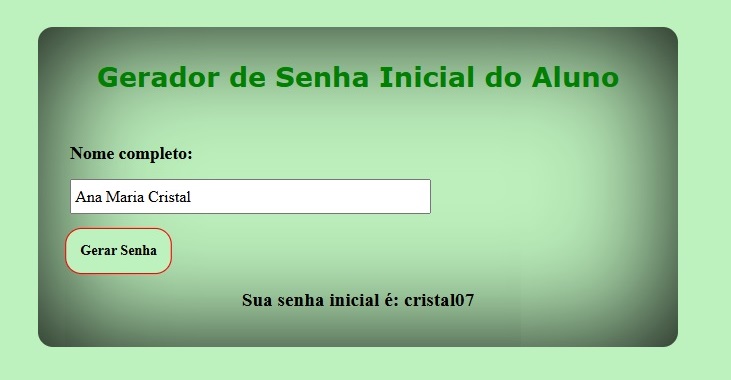 Gerador de Senha Inicial do Aluno
Nome completo:
Ana Maria Cristal
Gerar Senha
Sua senha inicial é: cristal07